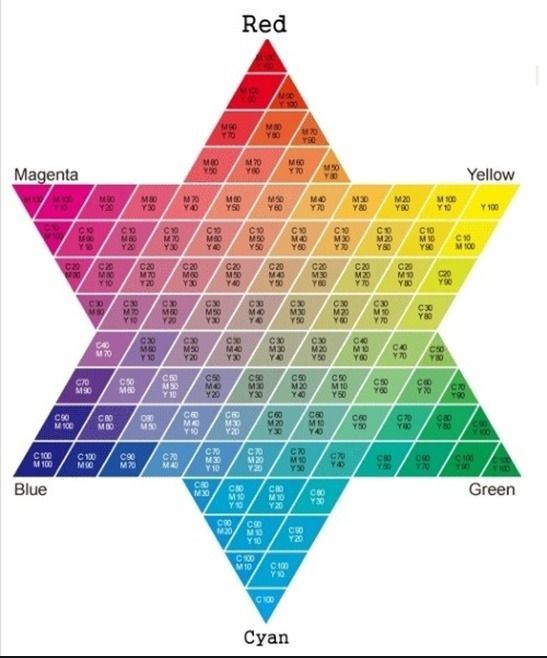 Red
M 100
Y 100
M 100 Y 90
M 90 Y 100
M 90 Y 70
M 80 Y 80
M 70 Y 90
M 80 Y 50
M 70 Y 60
M 60 Y 70
M 50 Y 80
Magenta
Yellow
M 100
M 100 Y 10
M 90 Y 20
M 80 Y 30
M 70 Y 40
M 60 Y 50
M 50 Y 60
M 40 Y 70
M 30 Y 80
M 20 Y 90
M 10 Y 100
Y 100
C 10 M 100
C 10 M 90 Y 10
C 10 M 80 Y 20
C 10 M 70 Y 30
C 10 M 60 Y 40
C 10 M 50 Y 50
C 10 M 40 Y 60
C 10 M 30 Y 70
C 10 M 20 Y 80
C 10 M 10 Y 90
C 10 M 100
C 20 M 90
C 20 M 80 Y 10
C 20 M 70 Y 20
C 20 M 60 Y 30
C 20 M 50 Y 40
C 20 M 40 Y 50
C 20 M 30 Y 60
C 20 M 20 Y 70
C 20 M 10 Y 80
C20 Y 90
C 30 M 80
C 30 M 70 Y 10
C 30 M 60 Y 20
C 30 M 50 Y 30
C 30 M 40 Y 40
C 30 M 30 Y 50
C 30 M 20 Y 60
C 30 M 10 Y 70
C 30 Y 80
C40 M 70
C 30 M 60 Y 10
C 30 M 50 Y 20
C 30 M 40 Y 30
C 30 M 30 Y 40
C 30 M 20 Y 50
C 40 M 10 Y 60
C 40 Y 70
C 50 Y 80
C70 M 90
C 50 M 60
C 50 M 50 Y 10
C 50 M 40 Y 20
C 50 M 30 Y 30
C 50 M 20 Y 40
C 50 M 10 Y 50
C 50 Y 60
C 60 Y 70
C 70 Y 90
C 90 M 100
C 80 M 80
C60 M 50
C 60 M 40 Y 10
C 60 M 30 Y 20
C 60 M 20 Y 30
C 60 M 10 Y 40
C 60 Y 50
C 70 Y 60
C 80 Y 80
C 90 Y 100
C 100 M 100
C 100 M 90
C 90 M 70
C 70 M 40
C 70 M 30 Y 10
C 70 M 20 Y 20
C 70 M 10 Y 30
C 70 Y 40
C 80 Y 50
C 90 Y 70
C 100 Y 90
C 100 Y 100
Blue
Green
C 80 M 30
C 80 M 10 Y 10
C 80 M 10 Y 20
C 80 Y 30
C 90 M 20
C 90 M 10 Y 10
C 90 Y 20
C 100 M 10
C 100 Y 10
C 100
Cyan